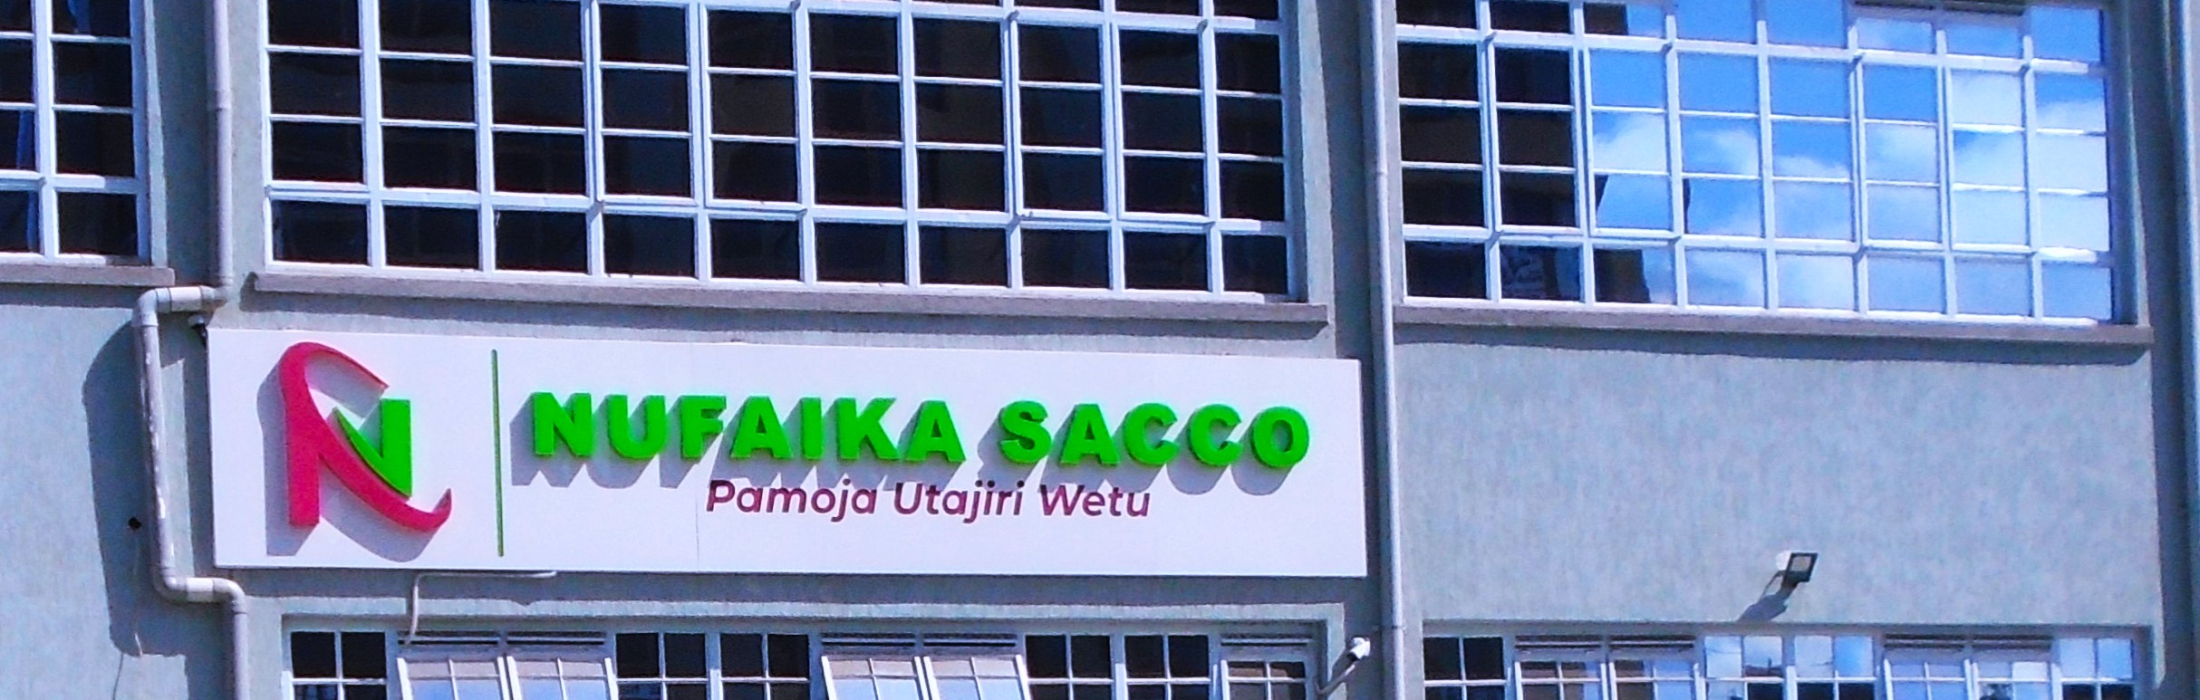 NUFAIKA SACCO
Pamoja Utajiri Wetu